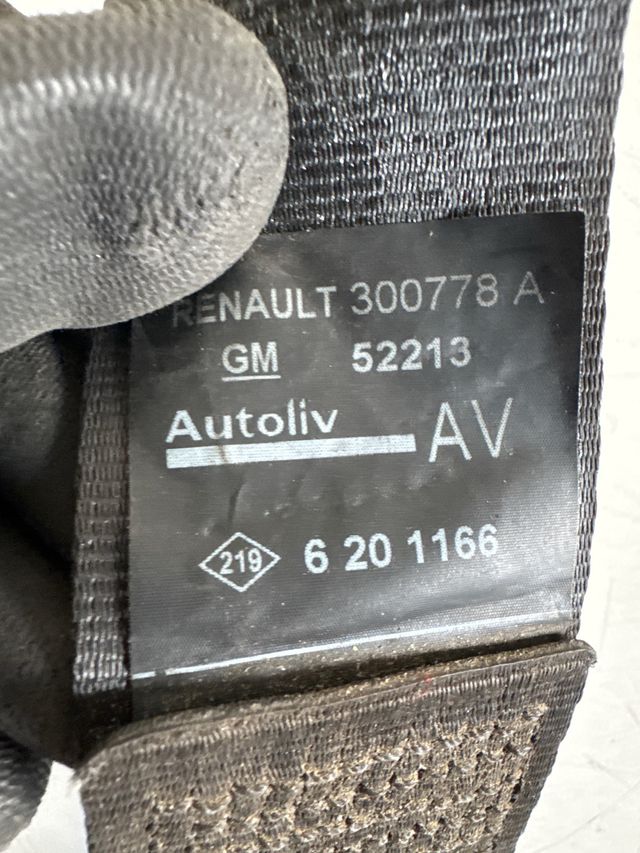 RENAULT 300778 A
GM 52213
Autoliv AV
219 6 20 1166